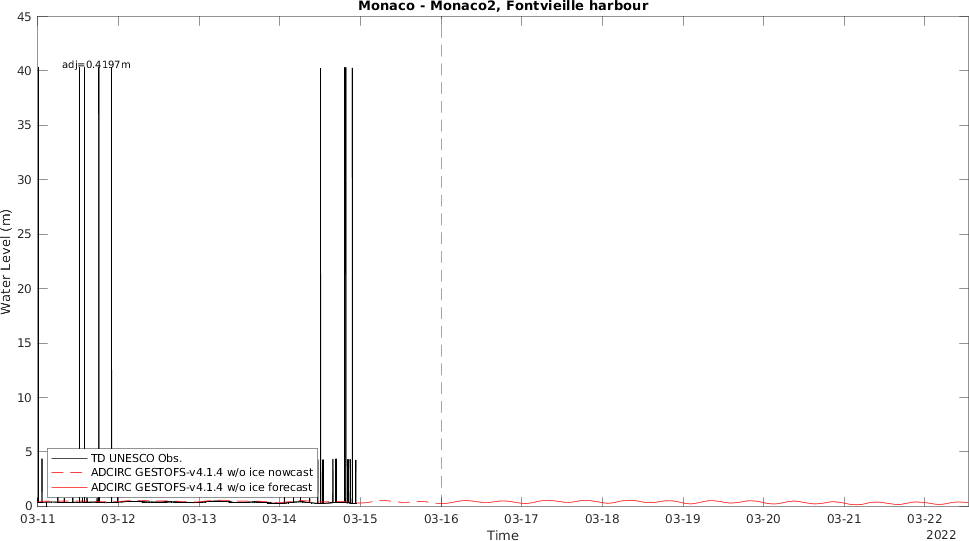 Monaco - Monaco2, Fontvieille harbour
45
adj=0.4197m
40
35
30
25
20
15
10
5
0
Water Level (m)
TD UNESCO Obs.
ADCIRC GESTOFS-v4.1.4 w/o ice nowcast
ADCIRC GESTOFS-v4.1.4 w/o ice forecast
03-11 03-12 03-13 03-14 03-15 03-16 03-17 03-18 03-19 03-20 03-21 03-22
Time 2022